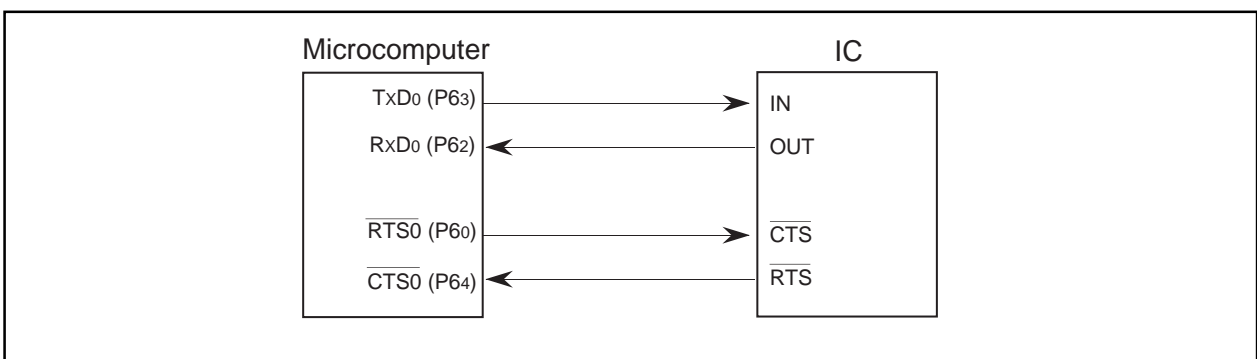 Microcomputer IC
TxD0 (P63) IN
RxD0 (P62) OUT
RTS0 (P60) CTS
CTS0 (P64) RTS